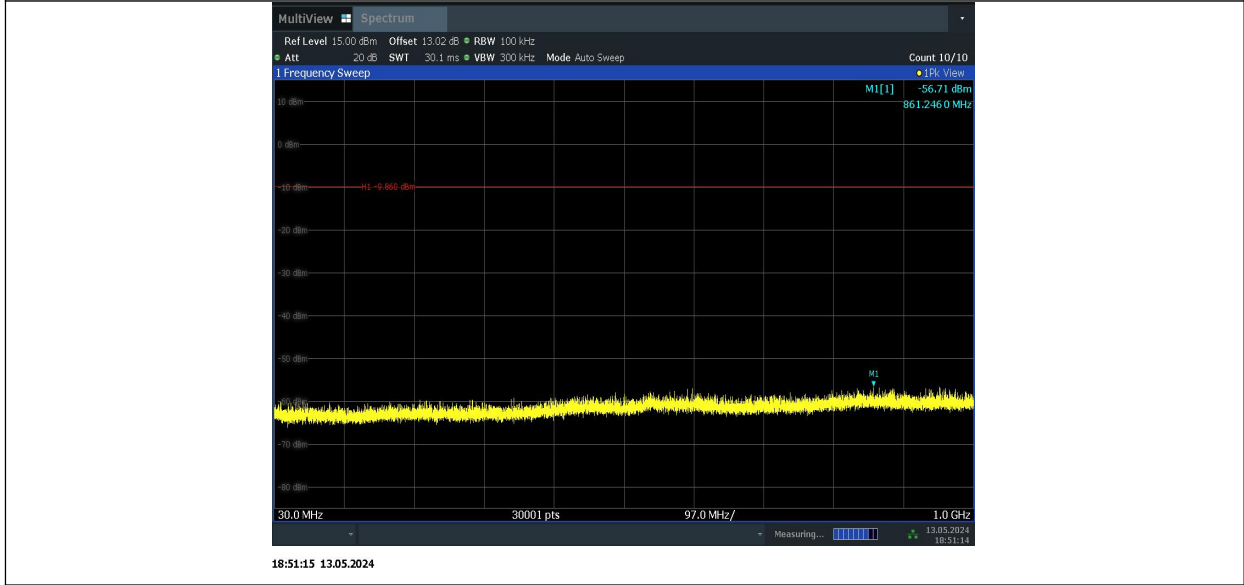 MultiView Spectrum
Ref Level 15.00 dBm Offset 13.02 dB RBW 100 kHz
Att 20 dB SWT 30.1 ms VBW 300 kHz Mode Auto Sweep Count 10/10
1 Frequency Sweep 1Pk View
M1[1] -56.71 dBm
861.2460 MHz
10 dBm
0 dBm
-10 dBm H1 -9.860 dBm
-20 dBm
-30 dBm
-40 dBm
-50 dBm
M1
-60 dBm
-70 dBm
-80 dBm
30.0 MHz 30001 pts 97.0 MHz/ 1.0 GHz
Measuring... 13.05.2024
18:51:14
18:51:15 13.05.2024